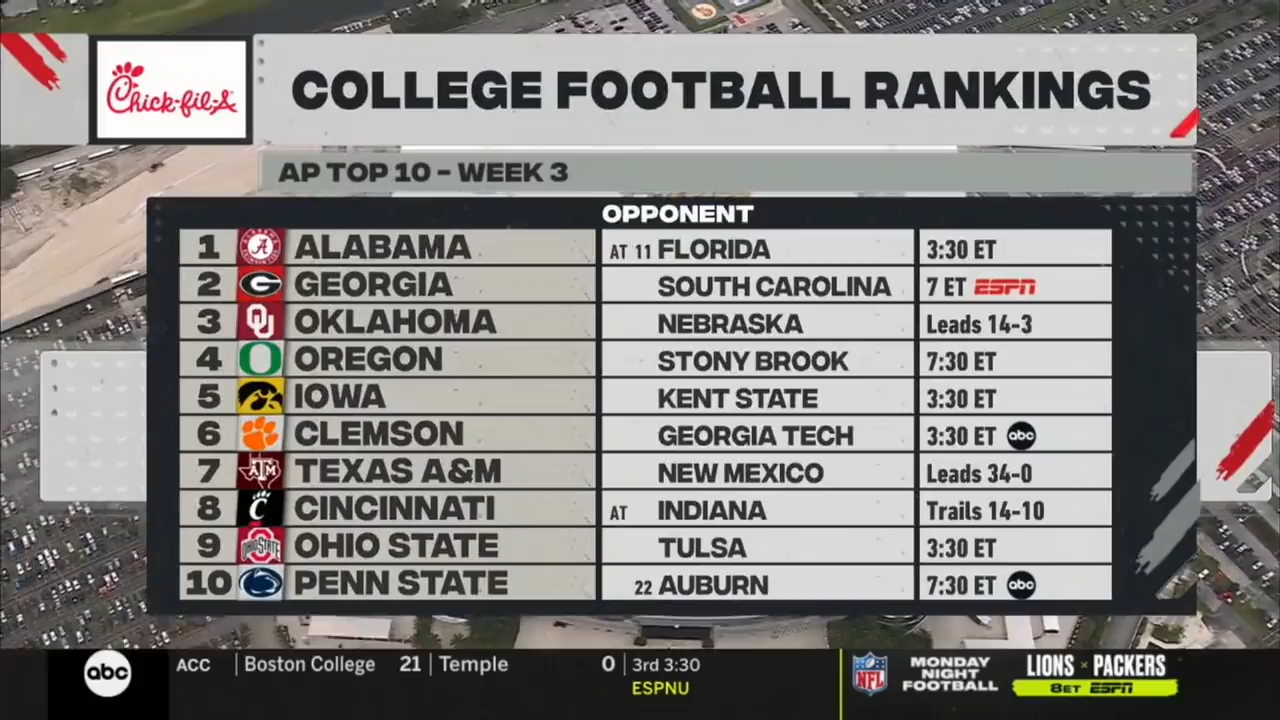 Chick-fil-A
COLLEGE FOOTBALL RANKINGS
AP TOP 10 - WEEK 3
OPPONENT
1 A ALABAMA AT 11 FLORIDA 3:30 ET
2 G GEORGIA SOUTH CAROLINA 7 ET ESPN
3 OU OKLAHOMA NEBRASKA Leads 14-3
4 O OREGON STONY BROOK 7:30 ET
5 IOWA KENT STATE 3:30 ET
6 CLEMSON GEORGIA TECH 3:30 ET abc
7 ATM TEXAS A&M NEW MEXICO Leads 34-0
8 C CINCINNATI AT INDIANA Trails 14-10
9 OHIO STATE OHIO STATE TULSA 3:30 ET
10 PENN STATE 22 AUBURN 7:30 ET abc
abc ACC Boston College 21 Temple 0 3rd 3:30
ESPNU
NFL MONDAY NIGHT FOOTBALL LIONS x PACKERS
8ET ESPN